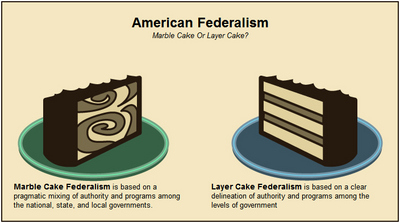 American Federalism
Marble Cake Or Layer Cake?
Marble Cake Federalism is based on a
pragmatic mixing of authority and programs among
the national, state, and local governments.
Layer Cake Federalism is based on a clear
delineation of authority and programs among the
levels of government